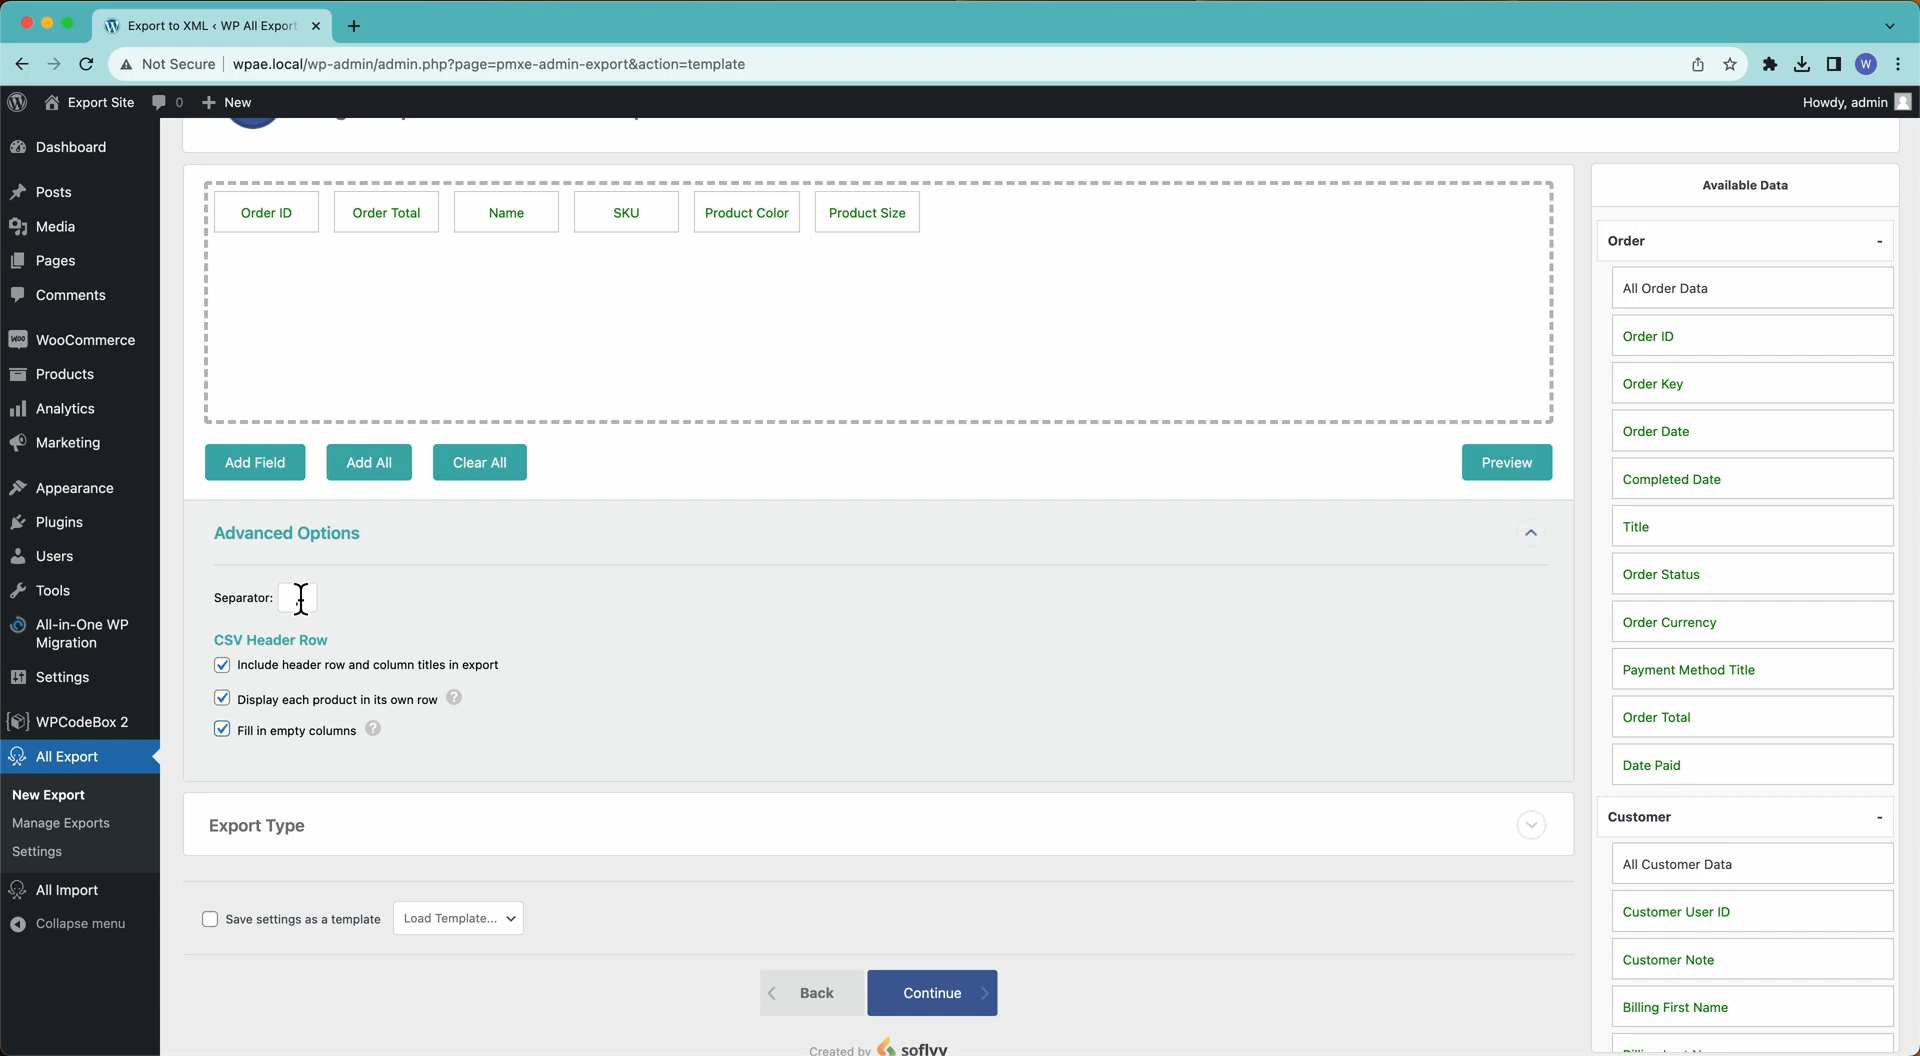 Export to XML ‹ WP All Export
Not Secure
wpae.local/wp-admin/admin.php?page=pmxe-admin-export&action=template
W
Export Site
0
New
Howdy, admin
Dashboard
Posts
Media
Pages
Comments
WooCommerce
Products
Analytics
Marketing
Appearance
Plugins
Users
Tools
All-in-One WP
Migration
Settings
WPCodeBox 2
All Export
New Export
Manage Exports
Settings
All Import
Collapse menu
Order ID
Order Total
Name
SKU
Product Color
Product Size
Add Field
Add All
Clear All
Preview
Advanced Options
Separator:
CSV Header Row
Include header row and column titles in export
Display each product in its own row
?
Fill in empty columns
?
Export Type
Save settings as a template
Load Template...
Back
Continue
Created by soflyy
Available Data
Order
-
All Order Data
Order ID
Order Key
Order Date
Completed Date
Title
Order Status
Order Currency
Payment Method Title
Order Total
Date Paid
Customer
-
All Customer Data
Customer User ID
Customer Note
Billing First Name